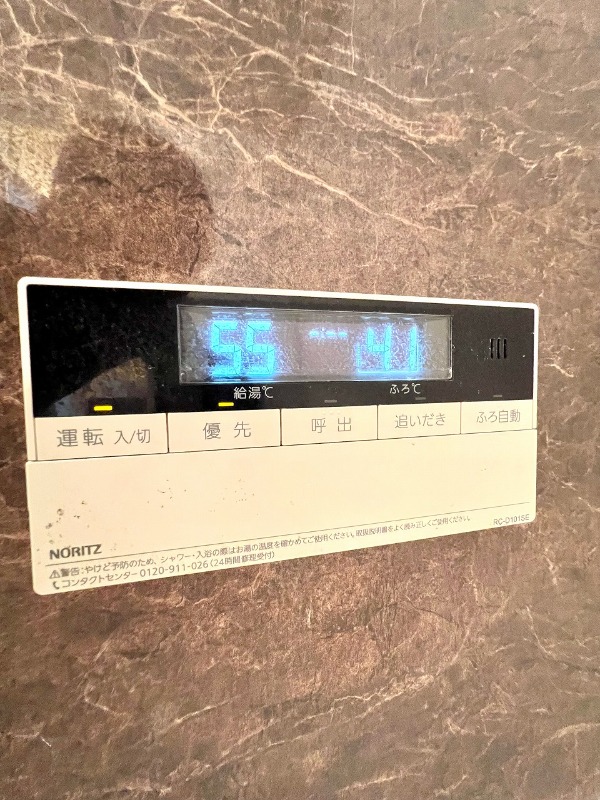 55 41
給湯℃ ふろ℃
運転 入/切 優先 呼出 追いだき ふろ自動
NORITZ RC-D101SE
⚠警告:やけど予防のため、シャワー・入浴の際はお湯の温度を確かめてご使用ください。取扱説明書をよく読み正しくご使用ください。
コンタクトセンター 0120-911-026(24時間修理受付)